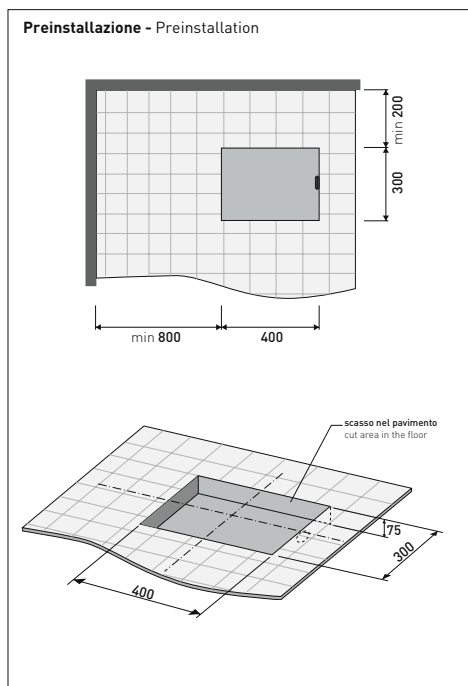 Preinstallazione - Preinstallation
min 200
300
min 800
400
scasso nel pavimento
cut area in the floor
75
300
400